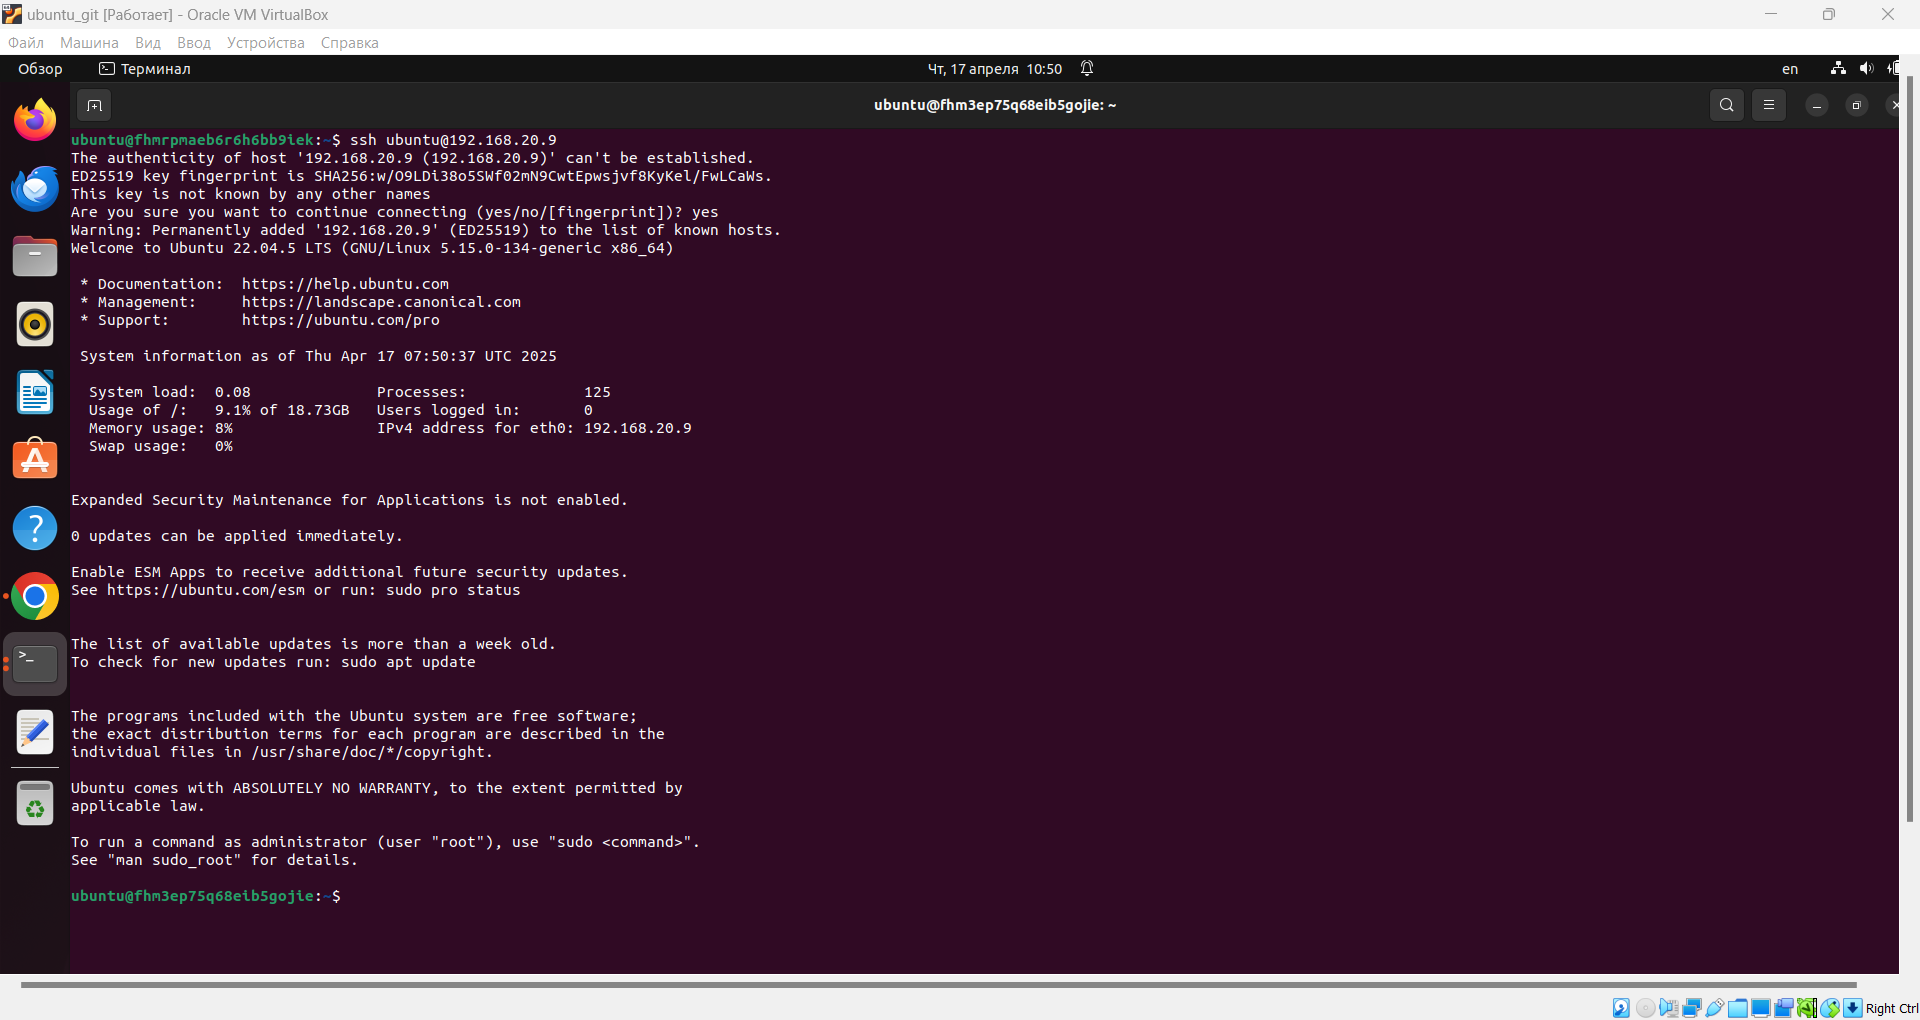 ubuntu_git [Работает] - Oracle VM VirtualBox
Файл Машина Вид Ввод Устройства Справка
Обзор Терминал Чт, 17 апреля 10:50 en
ubuntu@fhm3ep75q68eib5gojie: ~
ubuntu@fhmrpmaeb6r6h6bb9iek:~$ ssh ubuntu@192.168.20.9
The authenticity of host '192.168.20.9 (192.168.20.9)' can't be established.
ED25519 key fingerprint is SHA256:w/O9LDi38o5SWf02mN9CwtEpwsjvf8KyKel/FwLCaWs.
This key is not known by any other names
Are you sure you want to continue connecting (yes/no/[fingerprint])? yes
Warning: Permanently added '192.168.20.9' (ED25519) to the list of known hosts.
Welcome to Ubuntu 22.04.5 LTS (GNU/Linux 5.15.0-134-generic x86_64)
* Documentation: https://help.ubuntu.com
* Management: https://landscape.canonical.com
* Support: https://ubuntu.com/pro
System information as of Thu Apr 17 07:50:37 UTC 2025
System load: 0.08 Processes: 125
Usage of /: 9.1% of 18.73GB Users logged in: 0
Memory usage: 8% IPv4 address for eth0: 192.168.20.9
Swap usage: 0%
Expanded Security Maintenance for Applications is not enabled.
0 updates can be applied immediately.
Enable ESM Apps to receive additional future security updates.
See https://ubuntu.com/esm or run: sudo pro status
The list of available updates is more than a week old.
To check for new updates run: sudo apt update
The programs included with the Ubuntu system are free software;
the exact distribution terms for each program are described in the
individual files in /usr/share/doc/*/copyright.
Ubuntu comes with ABSOLUTELY NO WARRANTY, to the extent permitted by
applicable law.
To run a command as administrator (user "root"), use "sudo <command>".
See "man sudo_root" for details.
ubuntu@fhm3ep75q68eib5gojie:~$
Right Ctrl